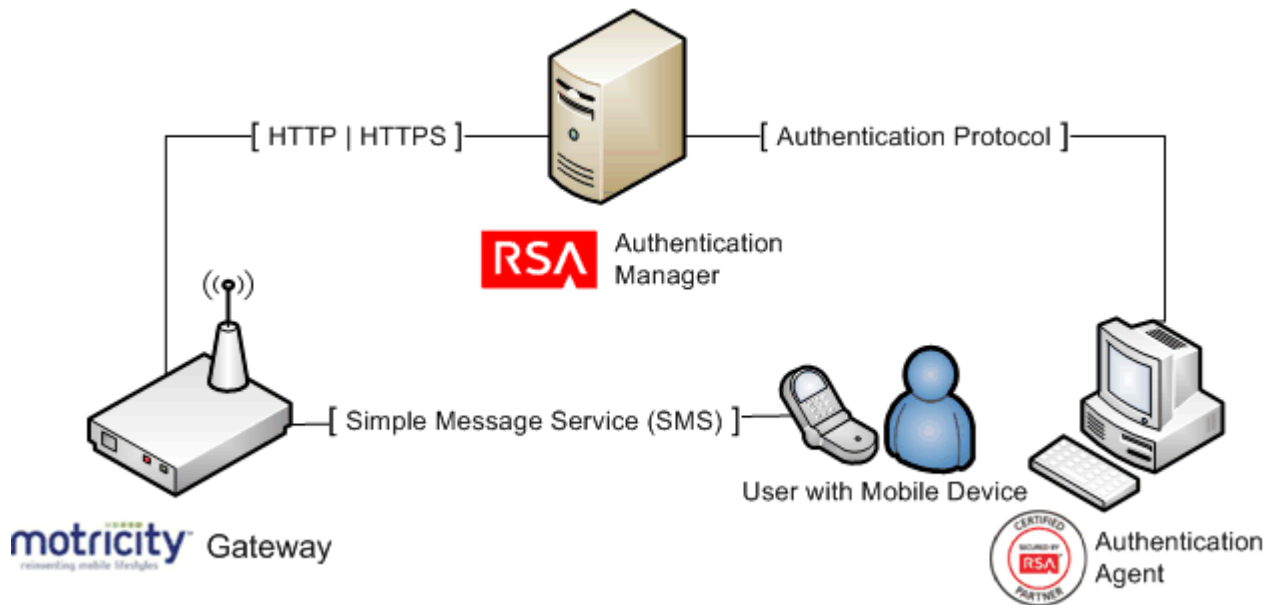 [ HTTP | HTTPS ]
[ Authentication Protocol ]
RSA
Authentication
Manager
[ Simple Message Service (SMS) ]
User with Mobile Device
motricity™ Gateway
reinventing mobile lifestyles
CERTIFIED
SECURED BY
RSA
PARTNER
Authentication
Agent